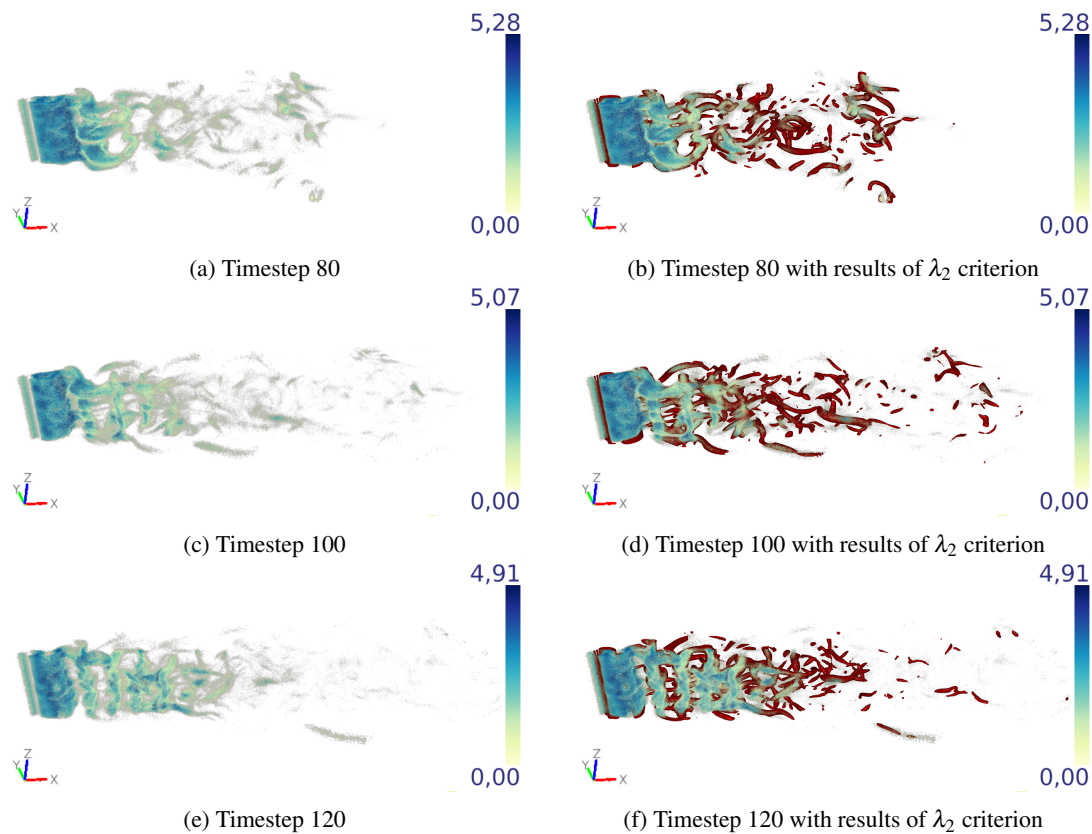 5,28
5,28
Z
Y
X
0,00
Z
Y
X
0,00
(a) Timestep 80
(b) Timestep 80 with results of λ₂ criterion
5,07
5,07
Z
Y
X
0,00
Z
Y
X
0,00
(c) Timestep 100
(d) Timestep 100 with results of λ₂ criterion
4,91
4,91
Z
Y
X
0,00
Z
Y
X
0,00
(e) Timestep 120
(f) Timestep 120 with results of λ₂ criterion